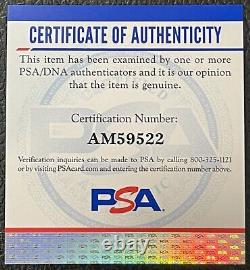 CERTIFICATE OF AUTHENTICITY
This item has been examined by one or more
PSA/DNA authenticators and it is our opinion
that the item is genuine.
Certification Number:
AM59522
Verification inquiries can be made to PSA by calling 800-325-1121
or by visiting PSAcard.com and entering the certification number above.
PSA